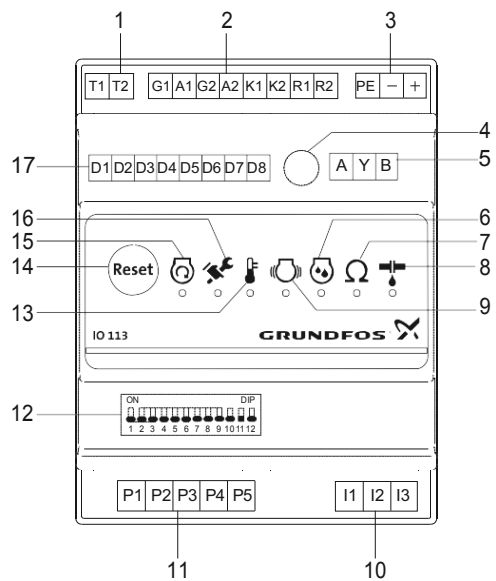 1 2 3
T1 T2 G1 A1 G2 A2 K1 K2 R1 R2 PE − +
4
17 D1 D2 D3 D4 D5 D6 D7 D8 A Y B 5
16 6
15 7
14 Reset Ω 8
13 9
IO 113 GRUNDFOS
ON DIP
12
1 2 3 4 5 6 7 8 9 10 11 12
P1 P2 P3 P4 P5 I1 I2 I3
11 10